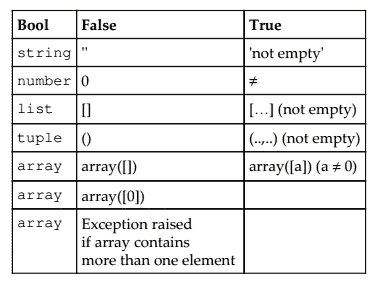 Bool False True
string '' 'not empty'
number 0 ≠
list [] […] (not empty)
tuple () (..,..) (not empty)
array array([]) array([a]) (a ≠ 0)
array array([0])
array Exception raised
if array contains
more than one element